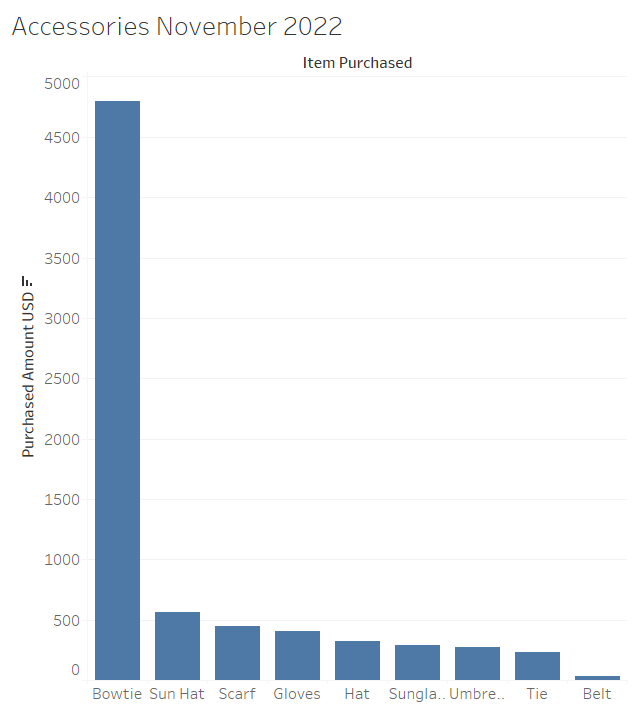 Accessories November 2022
Item Purchased
Purchased Amount USD
5000
4500
4000
3500
3000
2500
2000
1500
1000
500
0
Bowtie Sun Hat Scarf Gloves Hat Sungla.. Umbre.. Tie Belt